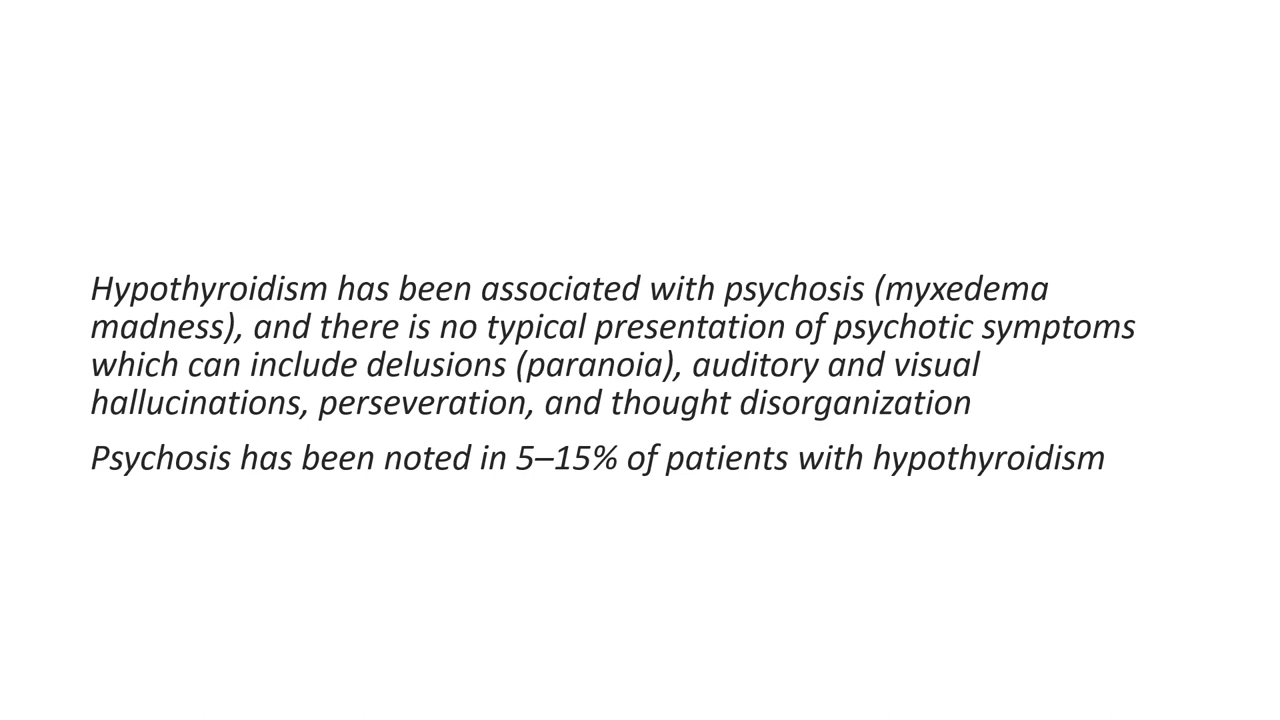 Hypothyroidism has been associated with psychosis (myxedema
madness), and there is no typical presentation of psychotic symptoms
which can include delusions (paranoia), auditory and visual
hallucinations, perseveration, and thought disorganization
Psychosis has been noted in 5–15% of patients with hypothyroidism